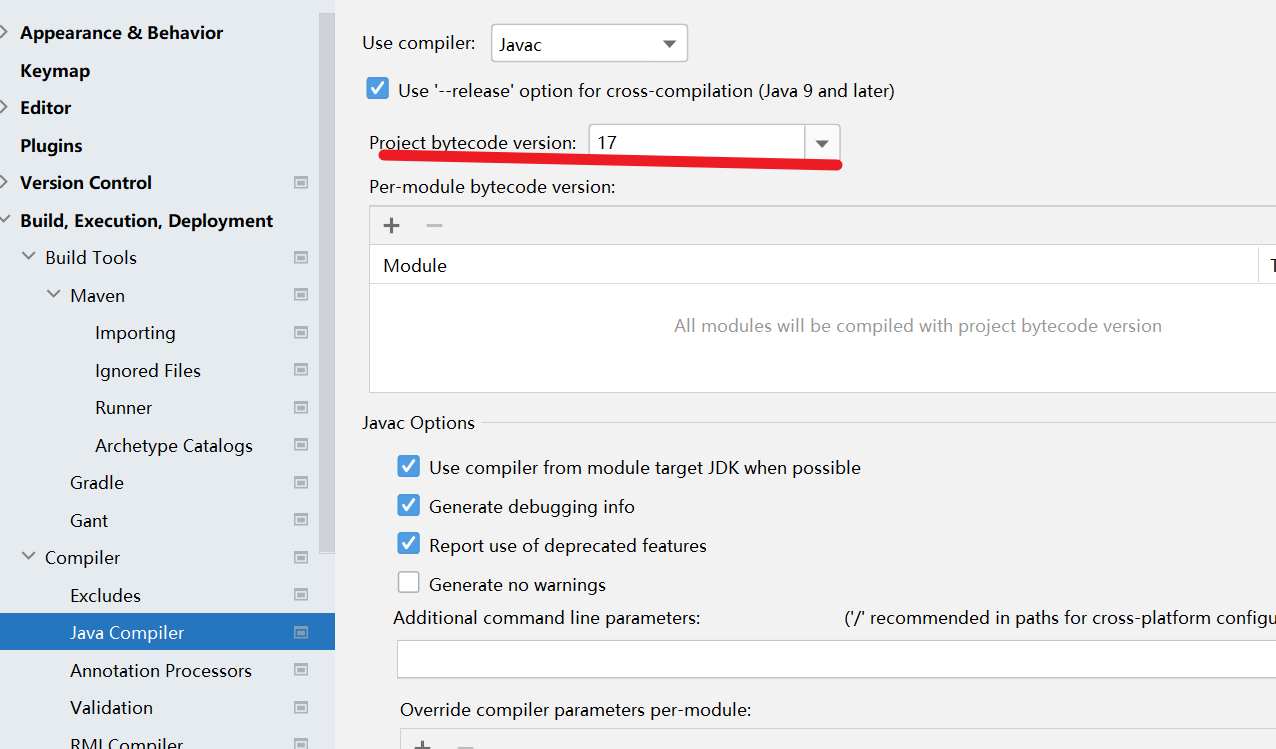 Appearance & Behavior
Keymap
Editor
Plugins
Version Control
Build, Execution, Deployment
Build Tools
Maven
Importing
Ignored Files
Runner
Archetype Catalogs
Gradle
Gant
Compiler
Excludes
Java Compiler
Annotation Processors
Validation
RMI Compiler
Use compiler: Javac
Use '--release' option for cross-compilation (Java 9 and later)
Project bytecode version: 17
Per-module bytecode version:
Module
All modules will be compiled with project bytecode version
Javac Options
Use compiler from module target JDK when possible
Generate debugging info
Report use of deprecated features
Generate no warnings
Additional command line parameters: ('/' recommended in paths for cross-platform configu
Override compiler parameters per-module: